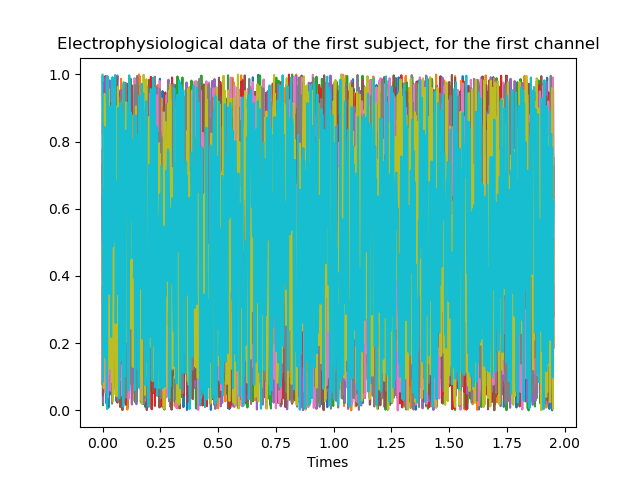 Electrophysiological data of the first subject, for the first channel
1.0
0.8
0.6
0.4
0.2
0.0
0.00 0.25 0.50 0.75 1.00 1.25 1.50 1.75 2.00
Times